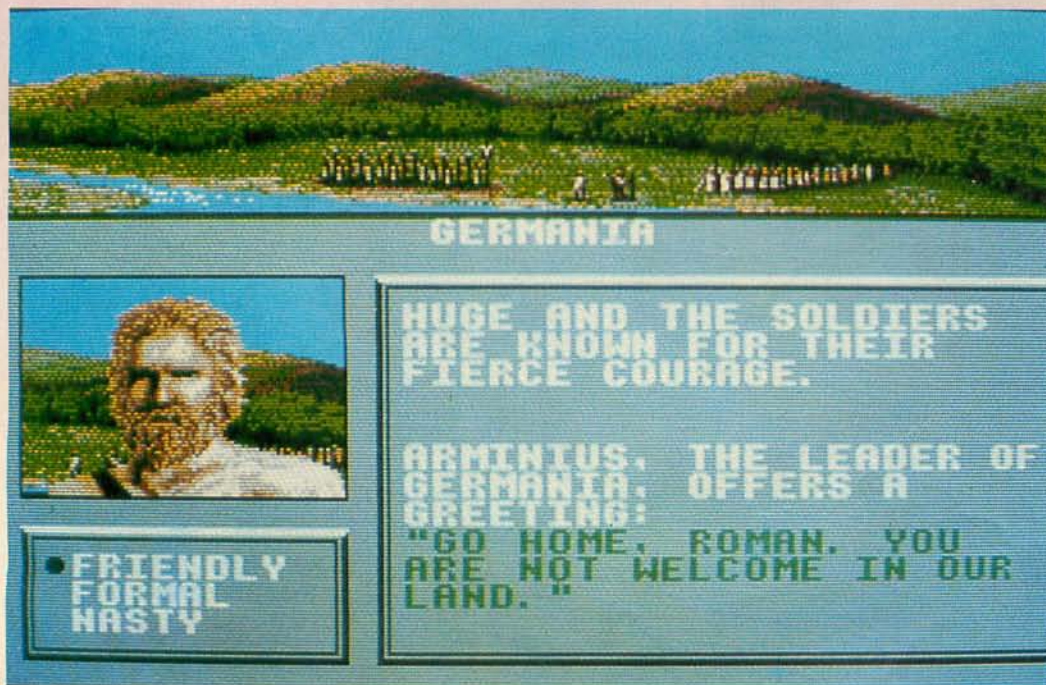 GERMANIA
HUGE AND THE SOLDIERS
ARE KNOWN FOR THEIR
FIERCE COURAGE.
ARMINIUS, THE LEADER OF
GERMANIA, OFFERS A
GREETING:
"GO HOME, ROMAN. YOU
ARE NOT WELCOME IN OUR
LAND."
FRIENDLY
FORMAL
NASTY